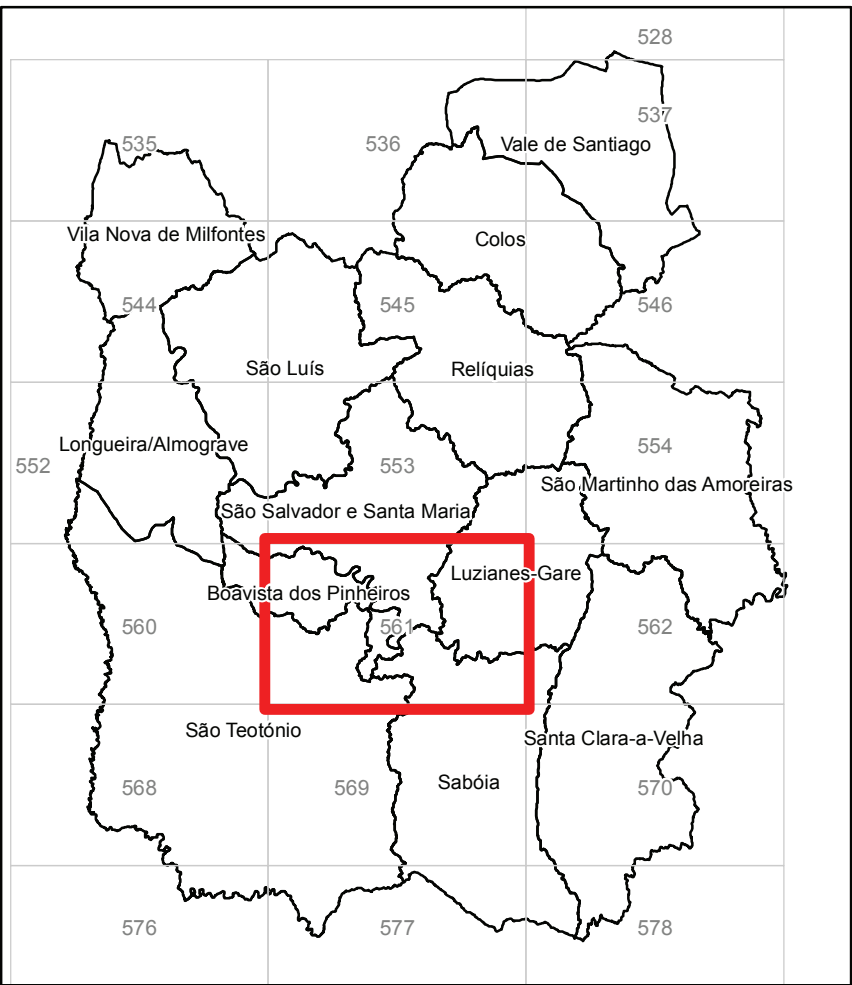 528
537
535
536
Vale de Santiago
Vila Nova de Milfontes
Colos
544
545
546
São Luís
Relíquias
Longueira/Almograve
554
552
553
São Martinho das Amoreiras
São Salvador e Santa Maria
Luzianes-Gare
Boavista dos Pinheiros
560
561
562
São Teotónio
Santa Clara-a-Velha
Sabóia
568
569
570
576
577
578